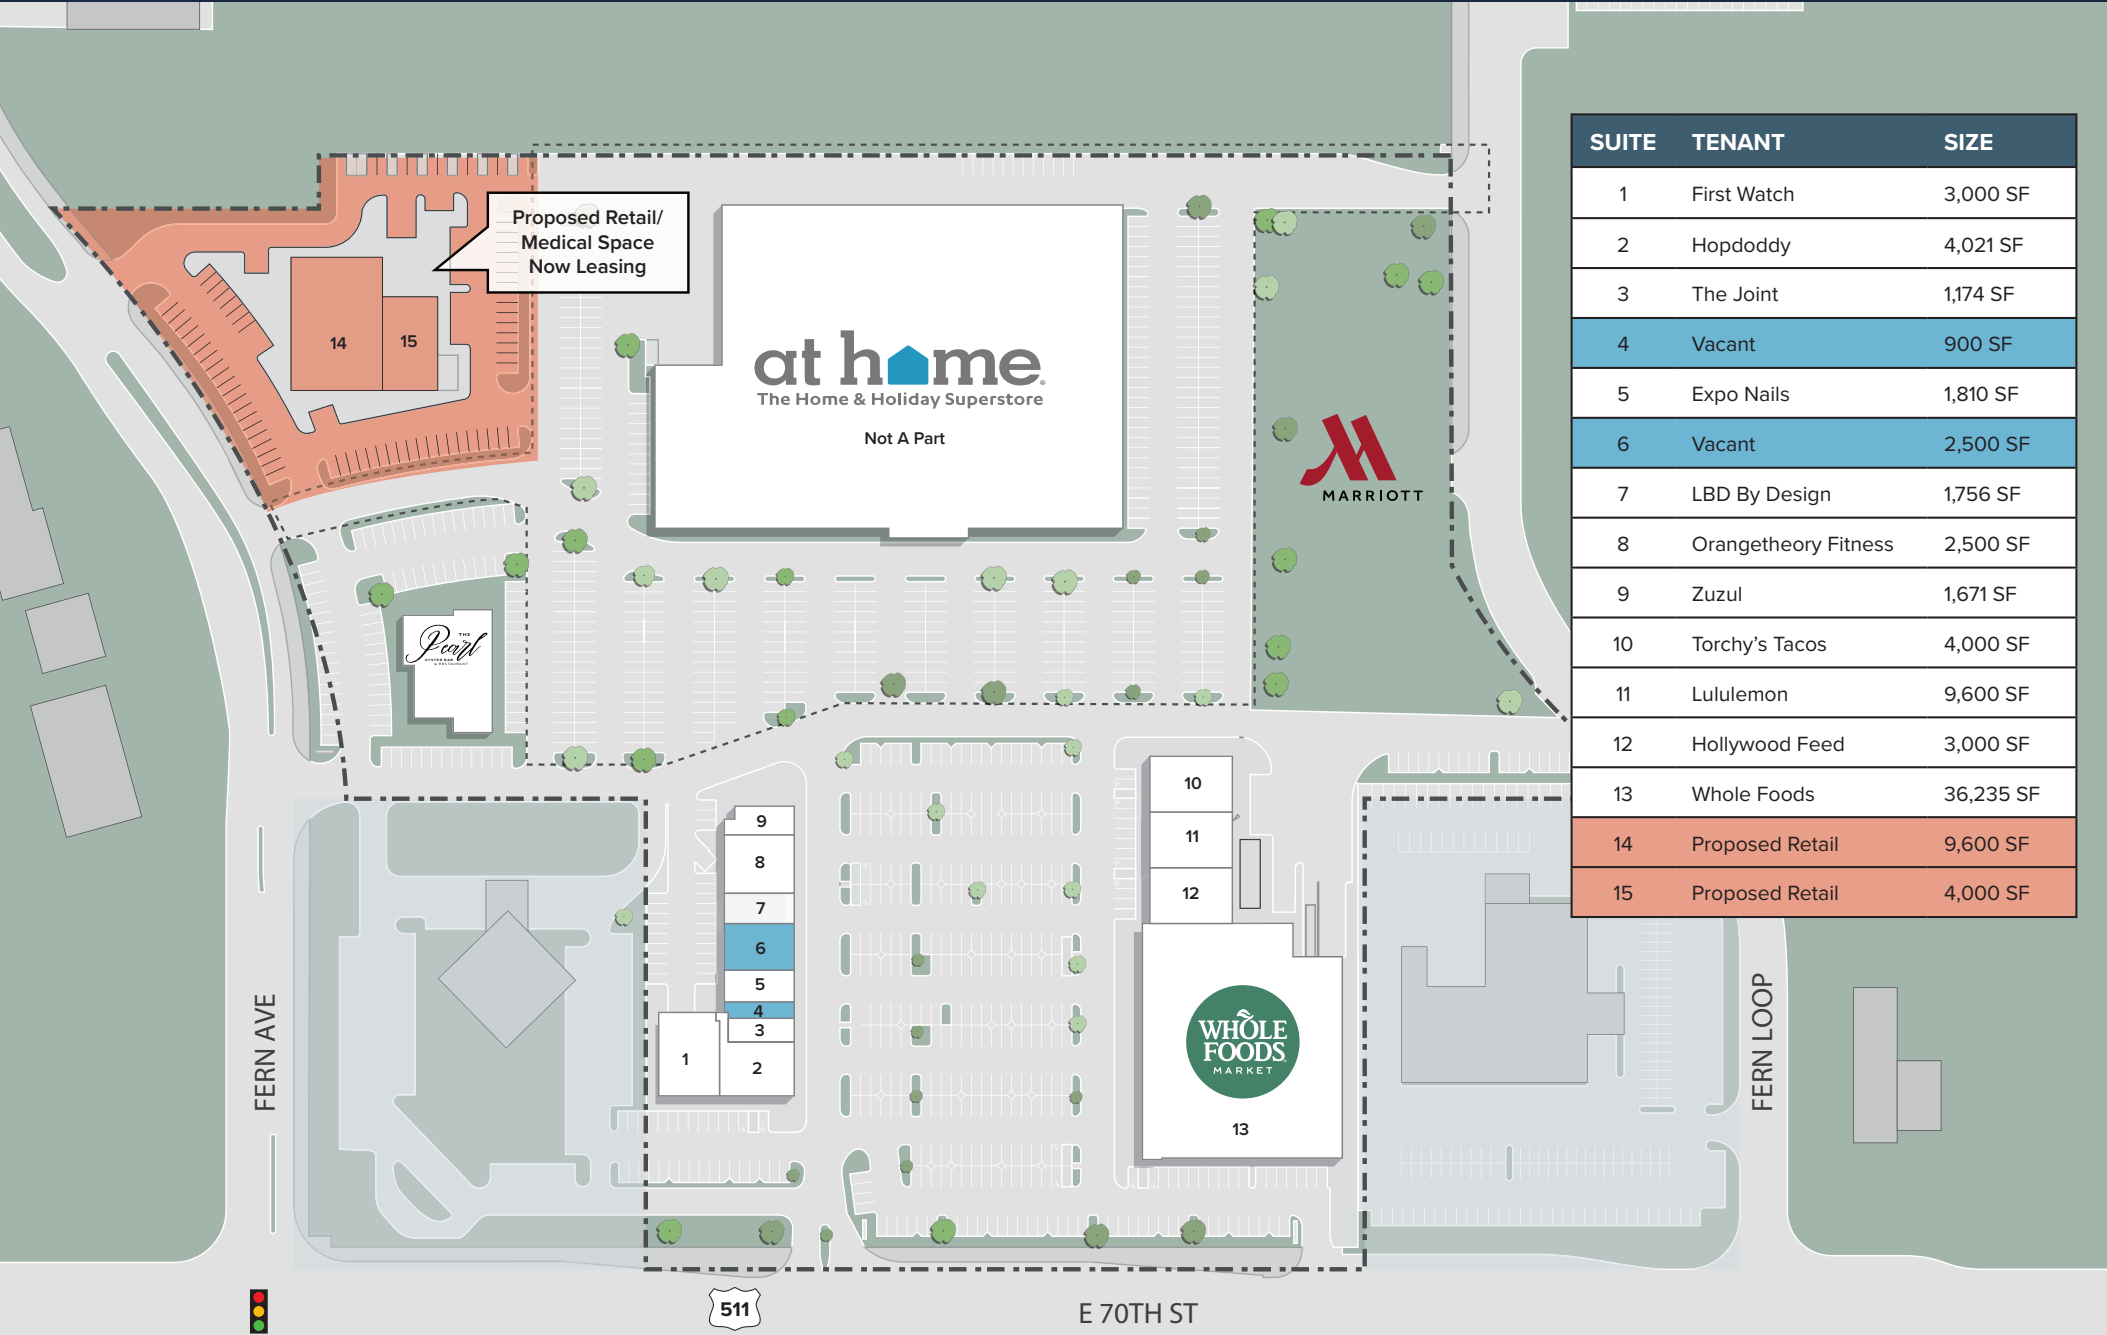 Proposed Retail/
Medical Space
Now Leasing
14
15
at home
The Home & Holiday Superstore
Not A Part
MARRIOTT
THE
Pearl
OYSTER BAR
& RESTAURANT
SUITE TENANT SIZE
1 First Watch 3,000 SF
2 Hopdoddy 4,021 SF
3 The Joint 1,174 SF
4 Vacant 900 SF
5 Expo Nails 1,810 SF
6 Vacant 2,500 SF
7 LBD By Design 1,756 SF
8 Orangetheory Fitness 2,500 SF
9 Zuzul 1,671 SF
10 Torchy’s Tacos 4,000 SF
11 Lululemon 9,600 SF
12 Hollywood Feed 3,000 SF
13 Whole Foods 36,235 SF
14 Proposed Retail 9,600 SF
15 Proposed Retail 4,000 SF
9
8
7
6
5
4
3
1
2
10
11
12
WHOLE
FOODS
MARKET
13
FERN AVE
FERN LOOP
511
E 70TH ST